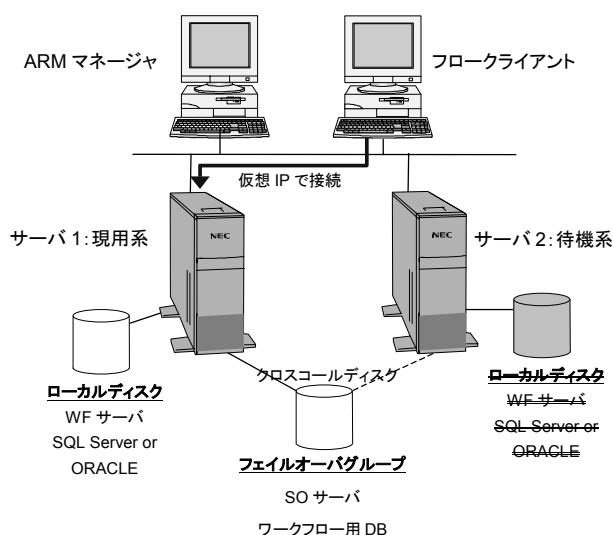 ARM マネージャ
フロークライアント
仮想 IP で接続
サーバ 1:現用系
NEC
NEC
サーバ 2:待機系
クロスコールディスク
ローカルディスク
WF サーバ
SQL Server or
ORACLE
ローカルディスク
WF サーバ
SQL Server or
ORACLE
フェイルオーバグループ
SO サーバ
ワークフロー用 DB